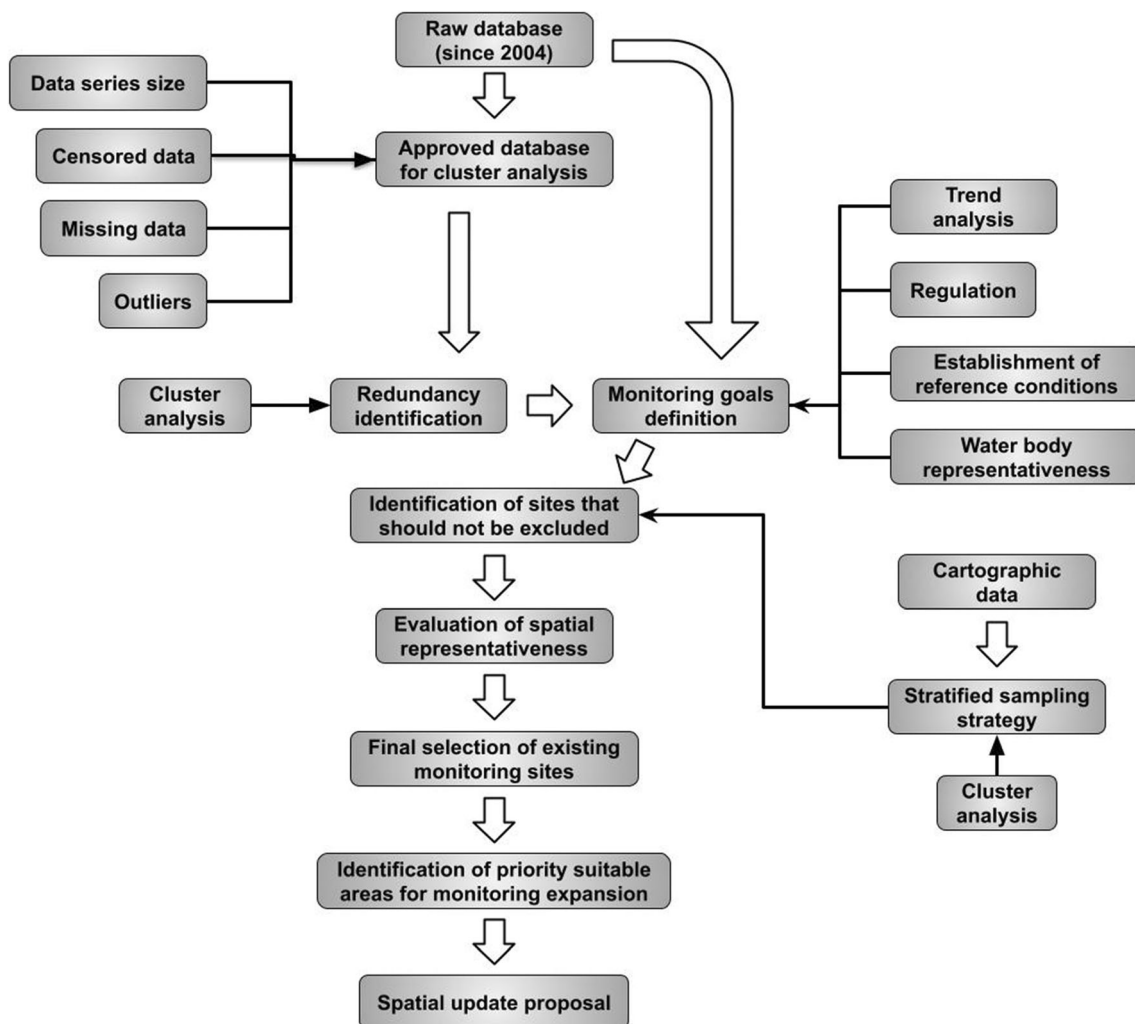 Raw database
(since 2004)
Data series size
Censored data
Missing data
Outliers
Approved database
for cluster analysis
Trend
analysis
Regulation
Establishment of
reference conditions
Water body
representativeness
Cluster
analysis
Redundancy
identification
Monitoring goals
definition
Identification of sites that
should not be excluded
Cartographic
data
Stratified sampling
strategy
Cluster
analysis
Evaluation of spatial
representativeness
Final selection of existing
monitoring sites
Identification of priority suitable
areas for monitoring expansion
Spatial update proposal